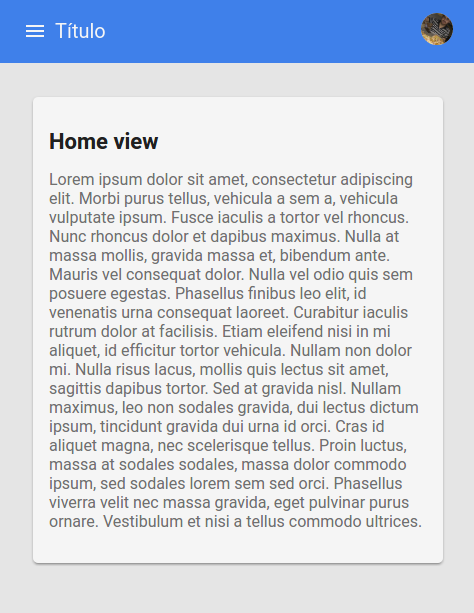 Título
Home view
Lorem ipsum dolor sit amet, consectetur adipiscing
elit. Morbi purus tellus, vehicula a sem a, vehicula
vulputate ipsum. Fusce iaculis a tortor vel rhoncus.
Nunc rhoncus dolor et dapibus maximus. Nulla at
massa mollis, gravida massa et, bibendum ante.
Mauris vel consequat dolor. Nulla vel odio quis sem
posuere egestas. Phasellus finibus leo elit, id
venenatis urna consequat laoreet. Curabitur iaculis
rutrum dolor at facilisis. Etiam eleifend nisi in mi
aliquet, id efficitur tortor vehicula. Nullam non dolor
mi. Nulla risus lacus, mollis quis lectus sit amet,
sagittis dapibus tortor. Sed at gravida nisl. Nullam
maximus, leo non sodales gravida, dui lectus dictum
ipsum, tincidunt gravida dui urna id orci. Cras id
aliquet magna, nec scelerisque tellus. Proin luctus,
massa at sodales sodales, massa dolor commodo
ipsum, sed sodales lorem sem sed orci. Phasellus
viverra velit nec massa gravida, eget pulvinar purus
ornare. Vestibulum et nisi a tellus commodo ultrices.